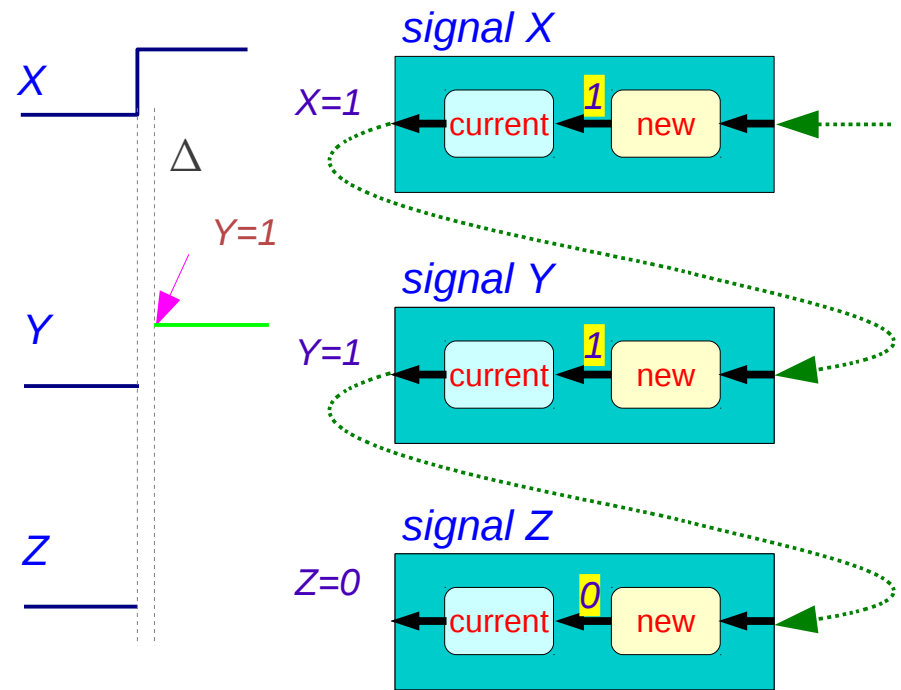 X
Δ
Y=1
Y
Z
signal X
X=1
current
1
new
signal Y
Y=1
current
1
new
signal Z
Z=0
current
0
new